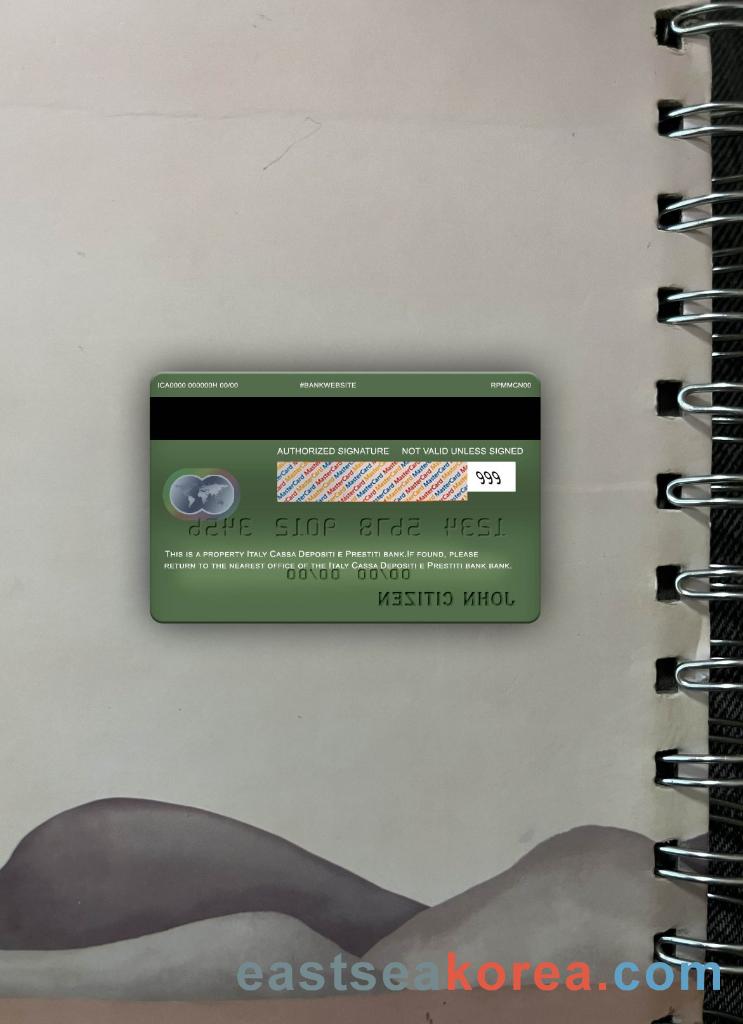 ICA0000 000000H 00/00 #BANKWEBSITE RPMMCN00
AUTHORIZED SIGNATURE NOT VALID UNLESS SIGNED
MasterCard MasterCard MasterCard 999
1234 5678 9012 3456
THIS IS A PROPERTY ITALY CASSA DEPOSITI E PRESTITI BANK.IF FOUND, PLEASE
RETURN TO THE NEAREST OFFICE OF THE ITALY CASSA DEPOSITI E PRESTITI BANK BANK.
00/00 00/00
JOHN CITIZEN
eastseakorea.com